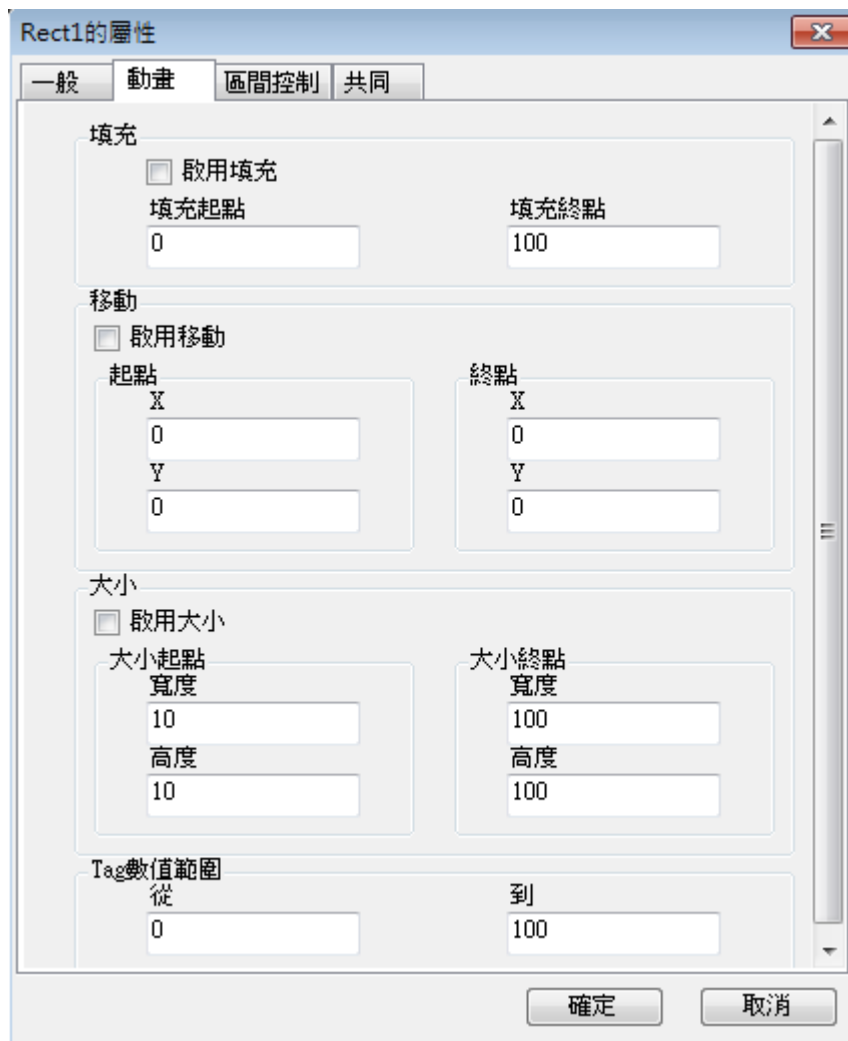 Rect1的屬性
一般 動畫 區間控制 共同
填充
啟用填充
填充起點 填充終點
0 100
移動
啟用移動
起點 終點
X X
0 0
Y Y
0 0
大小
啟用大小
大小起點 大小終點
寬度 寬度
10 100
高度 高度
10 100
Tag數值範圍
從 到
0 100
確定 取消